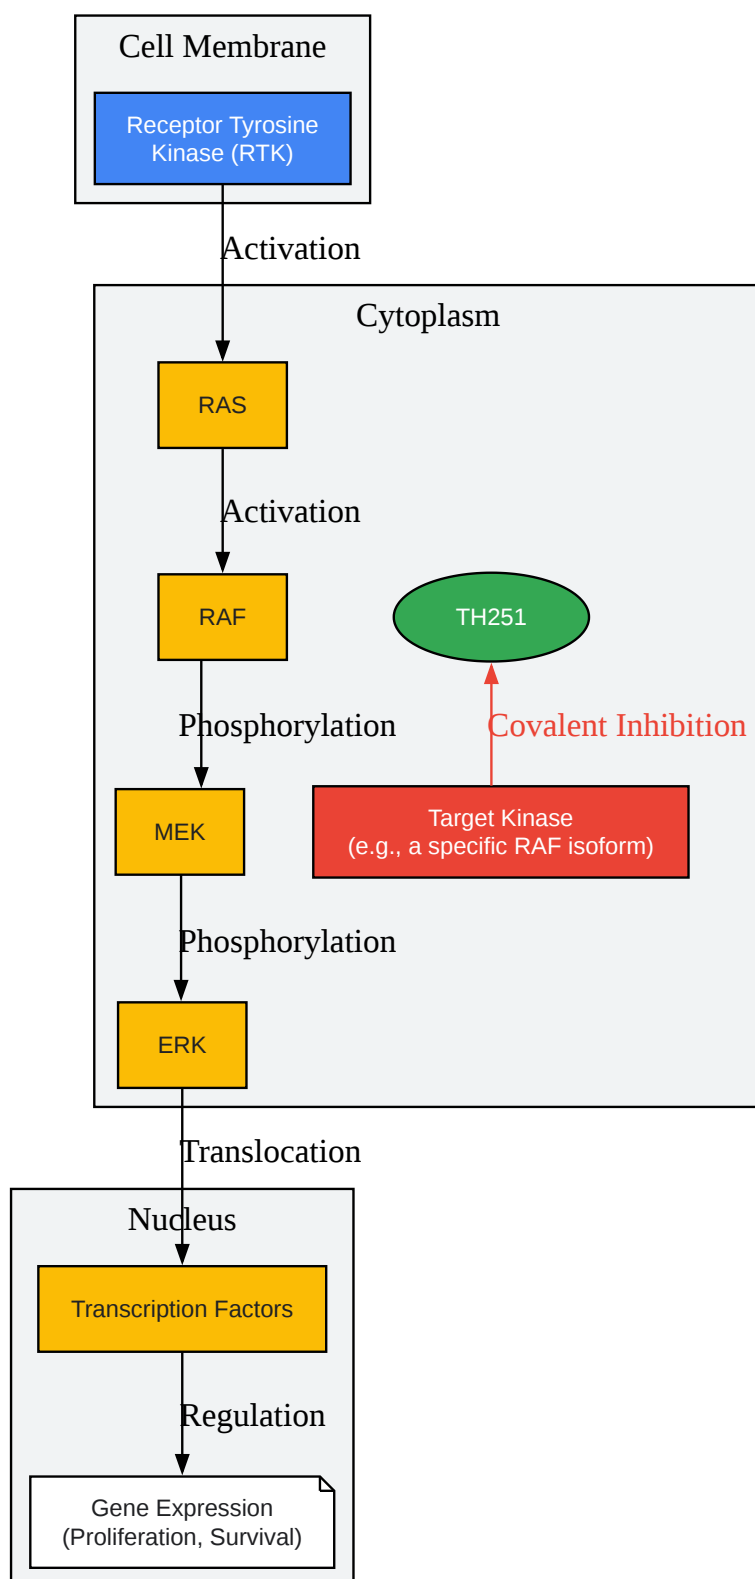 Cell Membrane
Receptor Tyrosine
Kinase (RTK)
Activation
Cytoplasm
RAS
Activation
RAF
TH251
Phosphorylation
Covalent Inhibition
MEK
Target Kinase
(e.g., a specific RAF isoform)
Phosphorylation
ERK
Translocation
Nucleus
Transcription Factors
Regulation
Gene Expression
(Proliferation, Survival)